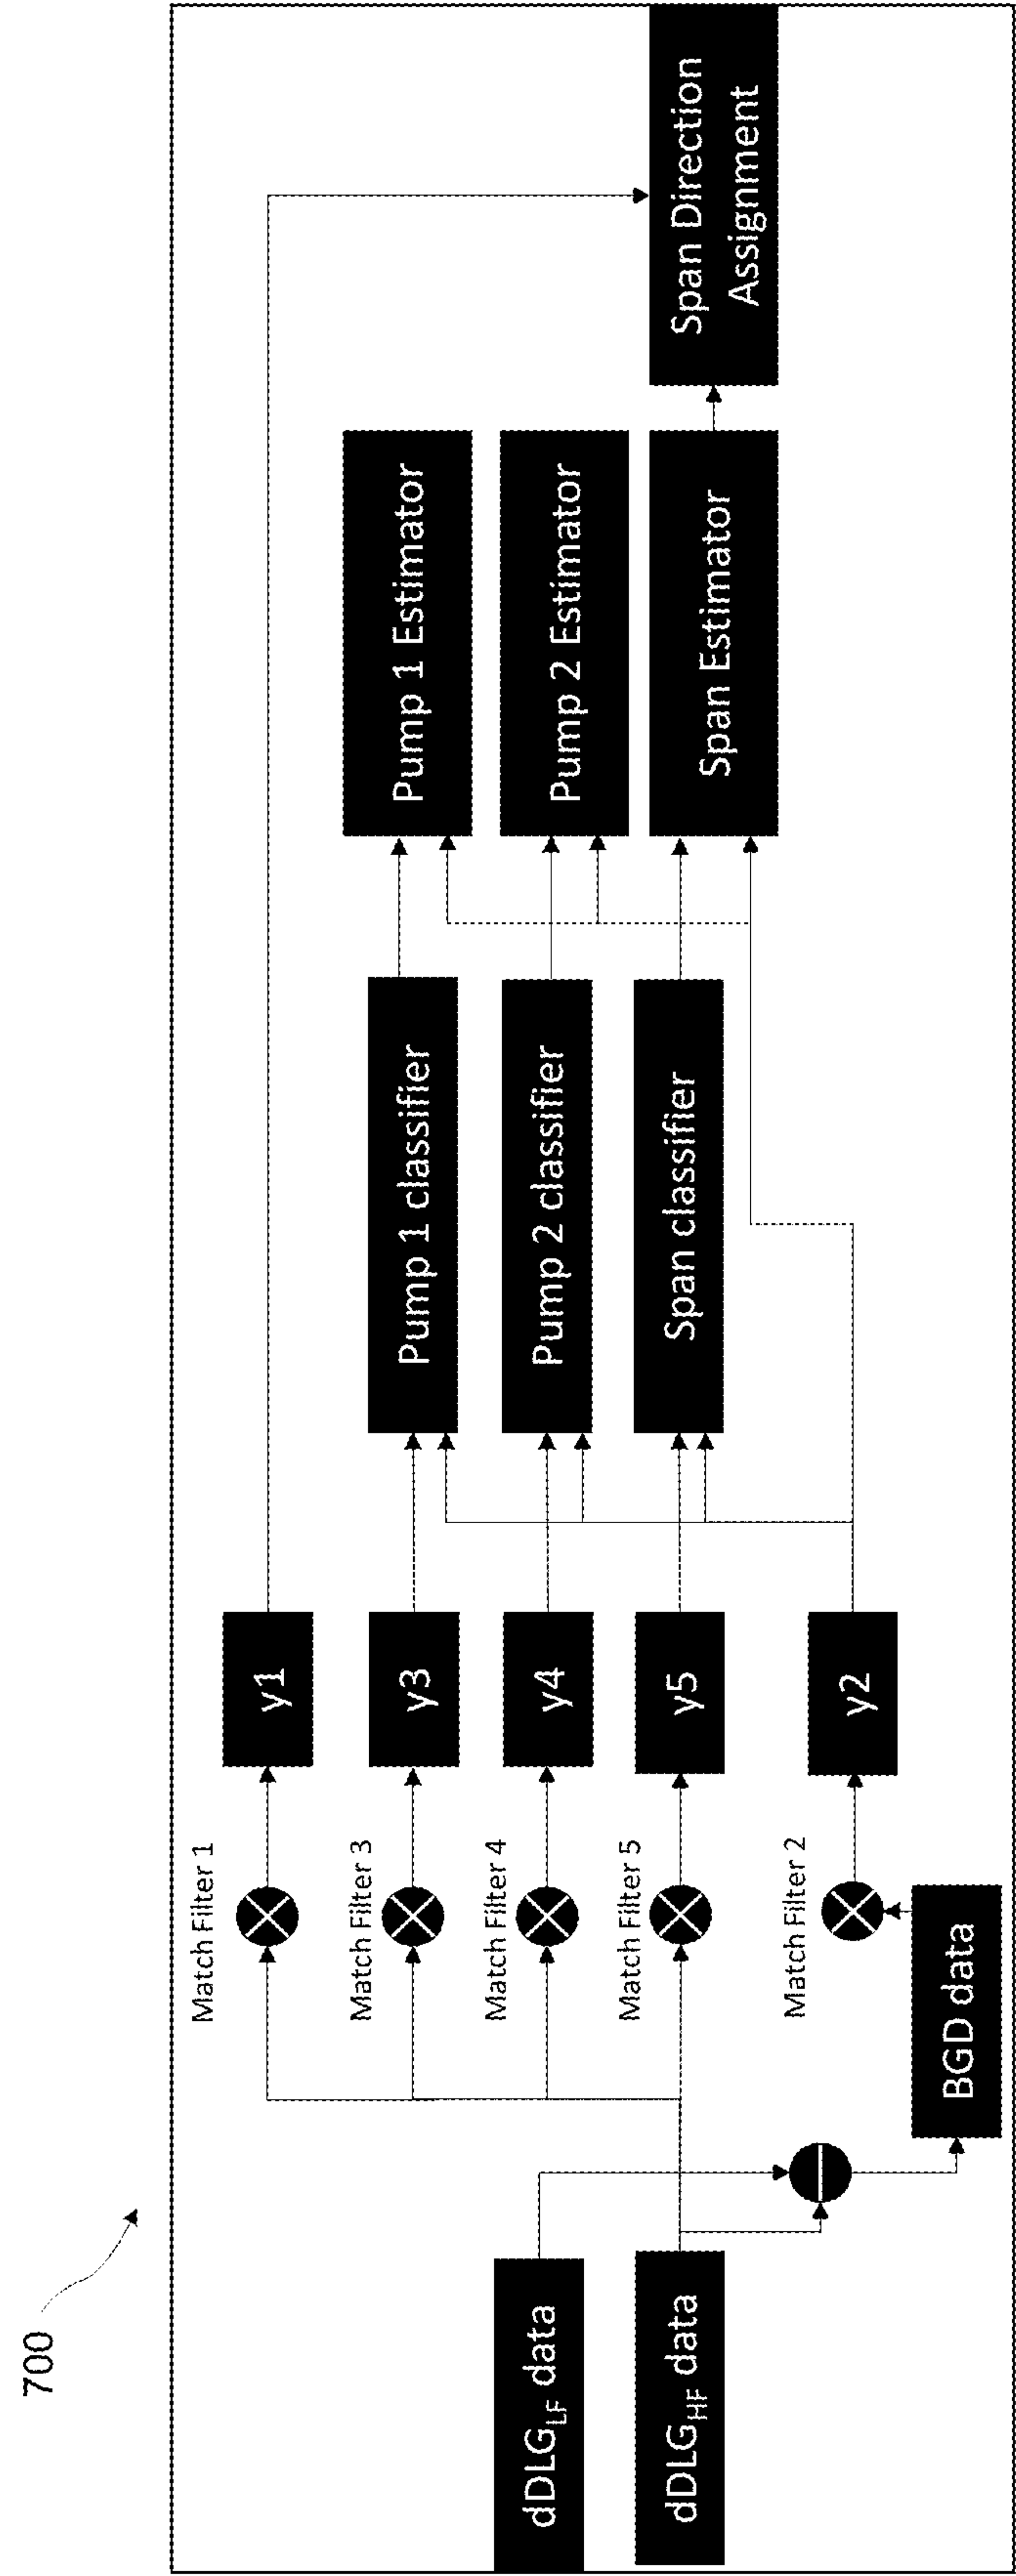 700
dDLG_LF data
dDLG_HF data
BGD data
Match Filter 1
Match Filter 3
Match Filter 4
Match Filter 5
Match Filter 2
y1
y3
y4
y5
y2
Pump 1 classifier
Pump 2 classifier
Span classifier
Pump 1 Estimator
Pump 2 Estimator
Span Estimator
Span Direction
Assignment